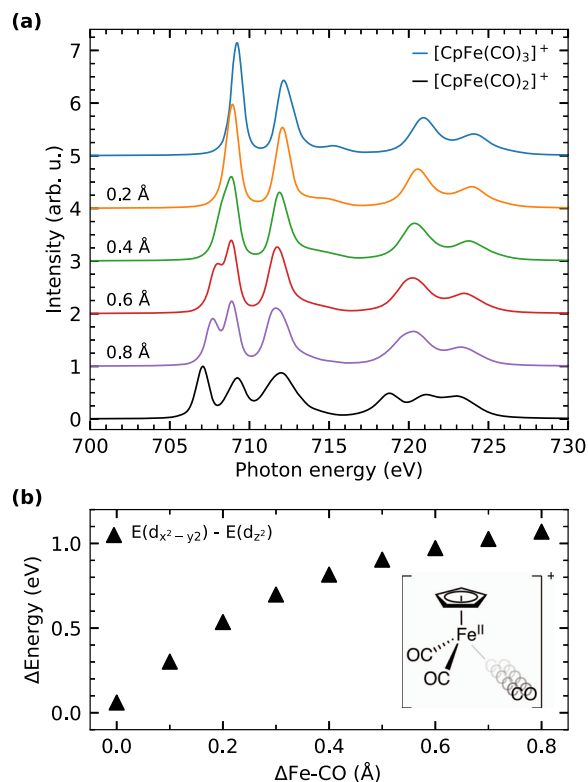 (a)
[CpFe(CO)₃]⁺
[CpFe(CO)₂]⁺
7
6
5
4
3
2
1
0
Intensity (arb. u.)
0.2 Å
0.4 Å
0.6 Å
0.8 Å
700 705 710 715 720 725 730
Photon energy (eV)
(b)
E(dₓ²₋y₂) - E(d_z²)
1.0
0.5
0.0
ΔEnergy (eV)
+
Feᴵᴵ
OC
OC
CO
0.0 0.2 0.4 0.6 0.8
ΔFe-CO (Å)